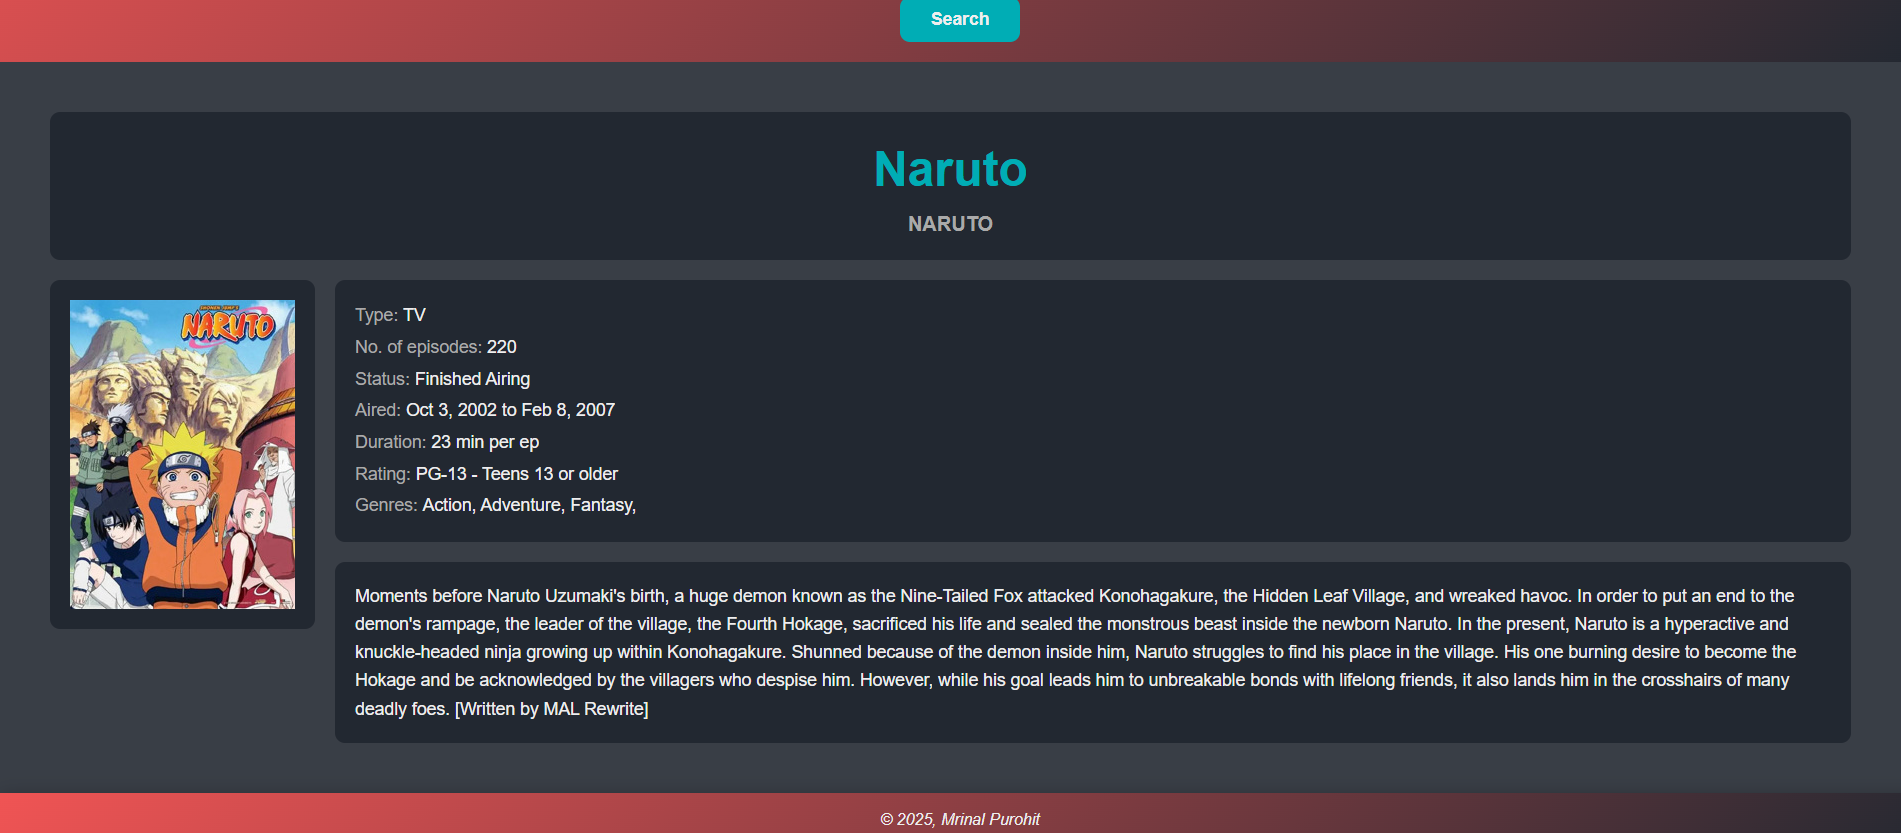 Search
Naruto
NARUTO
SHONEN JUMP'S
NARUTO
Type: TV
No. of episodes: 220
Status: Finished Airing
Aired: Oct 3, 2002 to Feb 8, 2007
Duration: 23 min per ep
Rating: PG-13 - Teens 13 or older
Genres: Action, Adventure, Fantasy,
Moments before Naruto Uzumaki's birth, a huge demon known as the Nine-Tailed Fox attacked Konohagakure, the Hidden Leaf Village, and wreaked havoc. In order to put an end to the
demon's rampage, the leader of the village, the Fourth Hokage, sacrificed his life and sealed the monstrous beast inside the newborn Naruto. In the present, Naruto is a hyperactive and
knuckle-headed ninja growing up within Konohagakure. Shunned because of the demon inside him, Naruto struggles to find his place in the village. His one burning desire to become the
Hokage and be acknowledged by the villagers who despise him. However, while his goal leads him to unbreakable bonds with lifelong friends, it also lands him in the crosshairs of many
deadly foes. [Written by MAL Rewrite]
© 2025, Mrinal Purohit